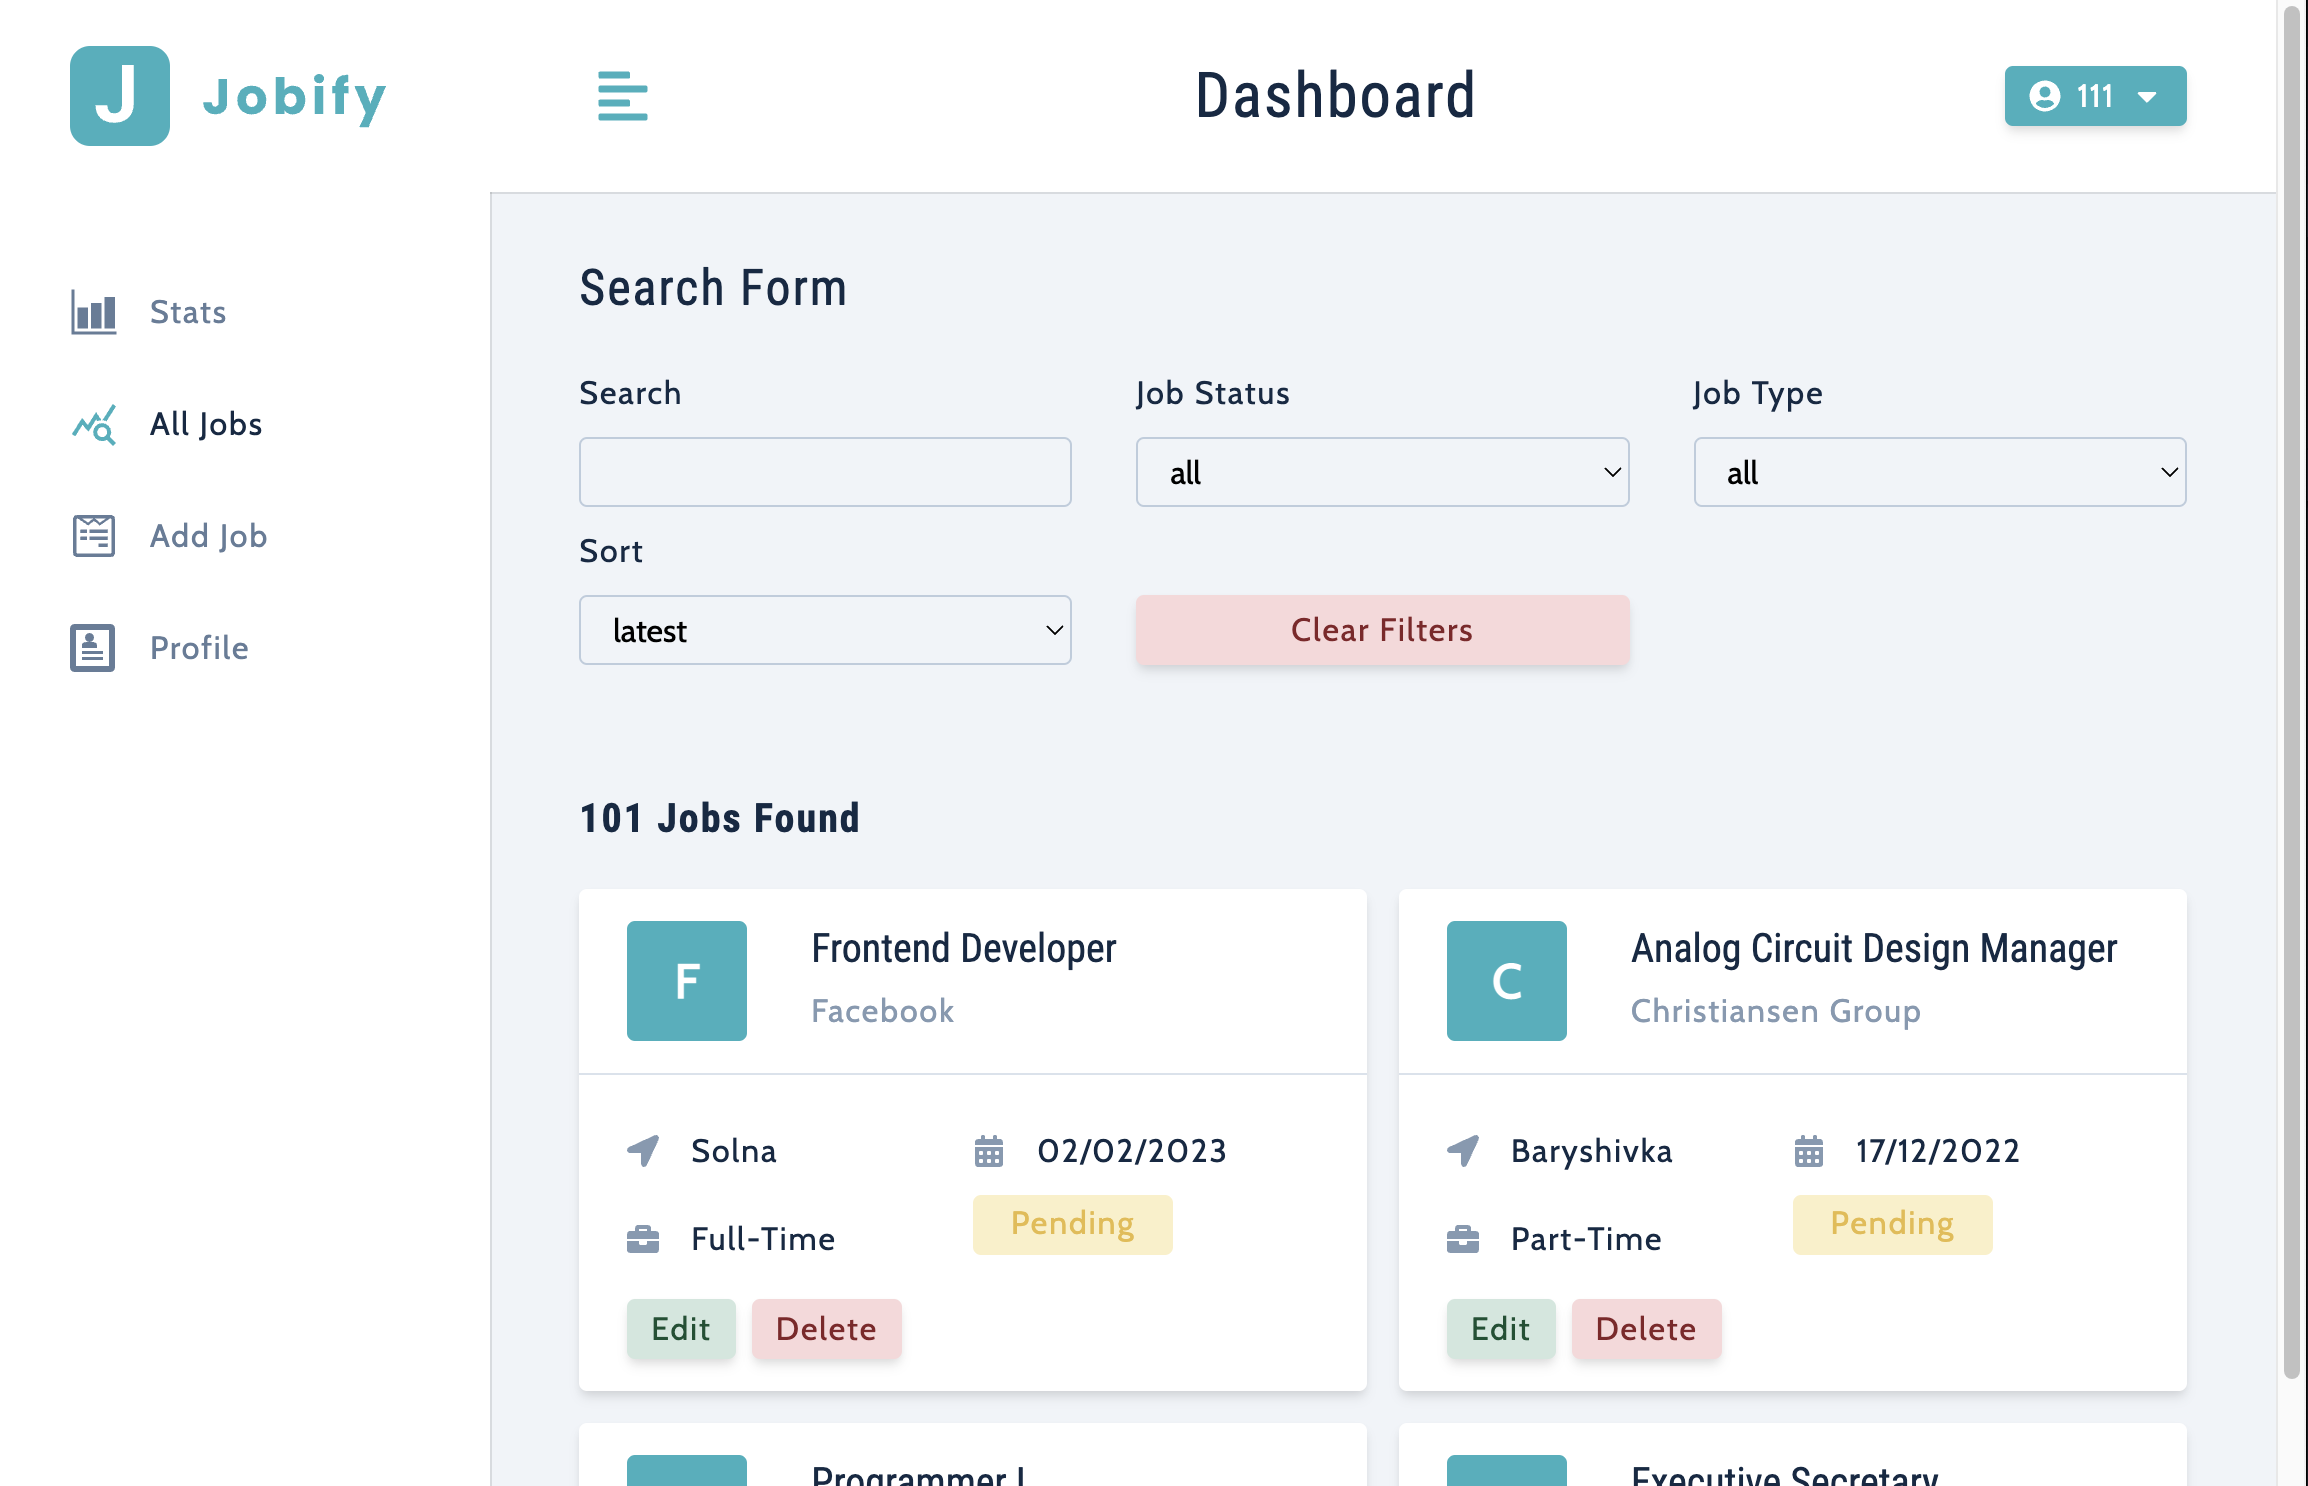 J Jobify
Dashboard
111
Stats
All Jobs
Add Job
Profile
Search Form
Search
Job Status
Job Type
all
all
Sort
latest
Clear Filters
101 Jobs Found
F
Frontend Developer
Facebook
Solna
02/02/2023
Full-Time
Pending
Edit
Delete
C
Analog Circuit Design Manager
Christiansen Group
Baryshivka
17/12/2022
Part-Time
Pending
Edit
Delete
Programmer I
Executive Secretary